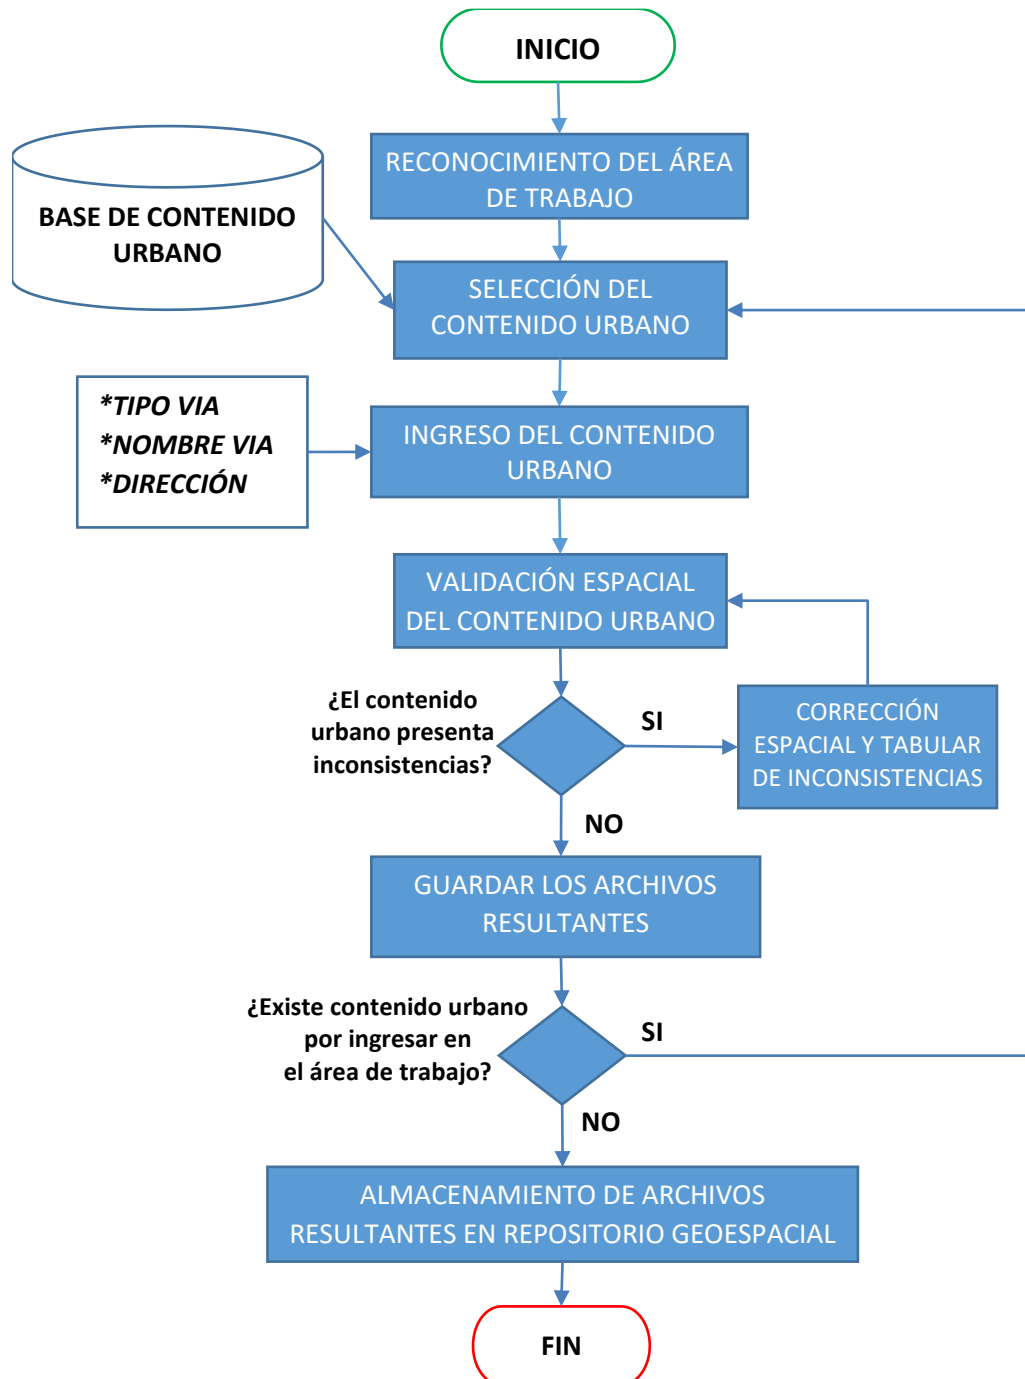 INICIO
RECONOCIMIENTO DEL ÁREA
DE TRABAJO
BASE DE CONTENIDO
URBANO
SELECCIÓN DEL
CONTENIDO URBANO
*TIPO VIA
*NOMBRE VIA
*DIRECCIÓN
INGRESO DEL CONTENIDO
URBANO
VALIDACIÓN ESPACIAL
DEL CONTENIDO URBANO
¿El contenido
urbano presenta
inconsistencias?
SI
CORRECCIÓN
ESPACIAL Y TABULAR
DE INCONSISTENCIAS
NO
GUARDAR LOS ARCHIVOS
RESULTANTES
¿Existe contenido urbano
por ingresar en
el área de trabajo?
SI
NO
ALMACENAMIENTO DE ARCHIVOS
RESULTANTES EN REPOSITORIO GEOESPACIAL
FIN